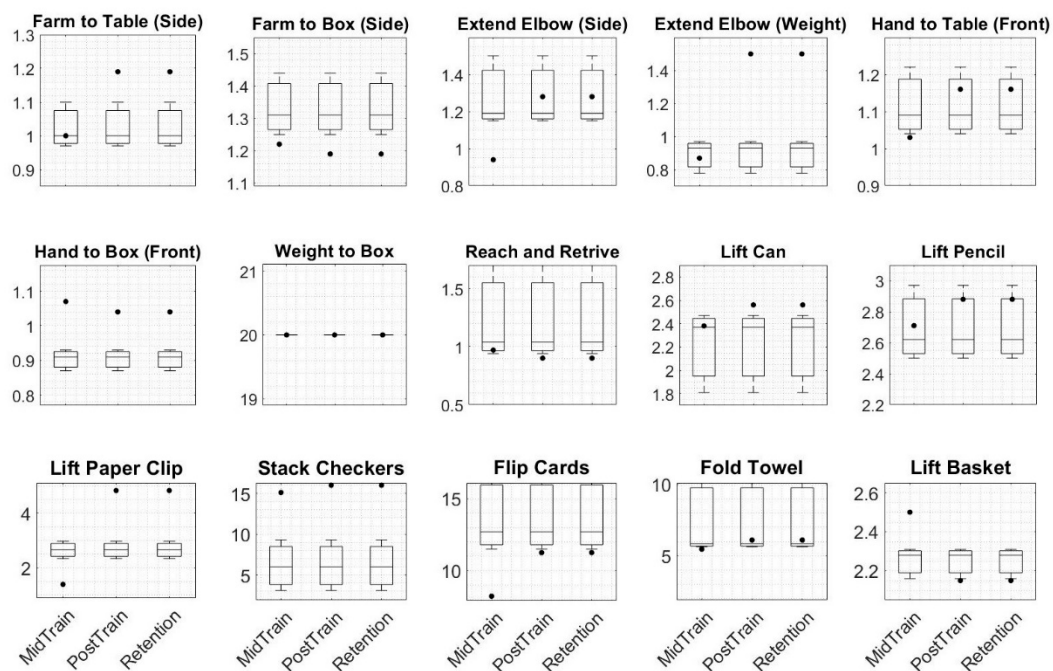 Farm to Table (Side) Farm to Box (Side) Extend Elbow (Side) Extend Elbow (Weight) Hand to Table (Front)
1.3 1.5 1.4 1.4 1.2
1.2 1.4 1.2 1.2 1.1
1.1 1.3 1 1 1
1 1.2 0.8 0.8 0.9
0.9 1.1
Hand to Box (Front) Weight to Box Reach and Retrive Lift Can Lift Pencil
1.1 21 1.5 2.8 3
1 20 1 2.6 2.8
0.9 19 0.5 2.4 2.6
0.8 2.2 2.4
2 2.2
1.8
Lift Paper Clip Stack Checkers Flip Cards Fold Towel Lift Basket
4 15 15 10 2.6
2 10 10 5 2.4
5 2.2
MidTrain PostTrain Retention MidTrain PostTrain Retention MidTrain PostTrain Retention MidTrain PostTrain Retention MidTrain PostTrain Retention